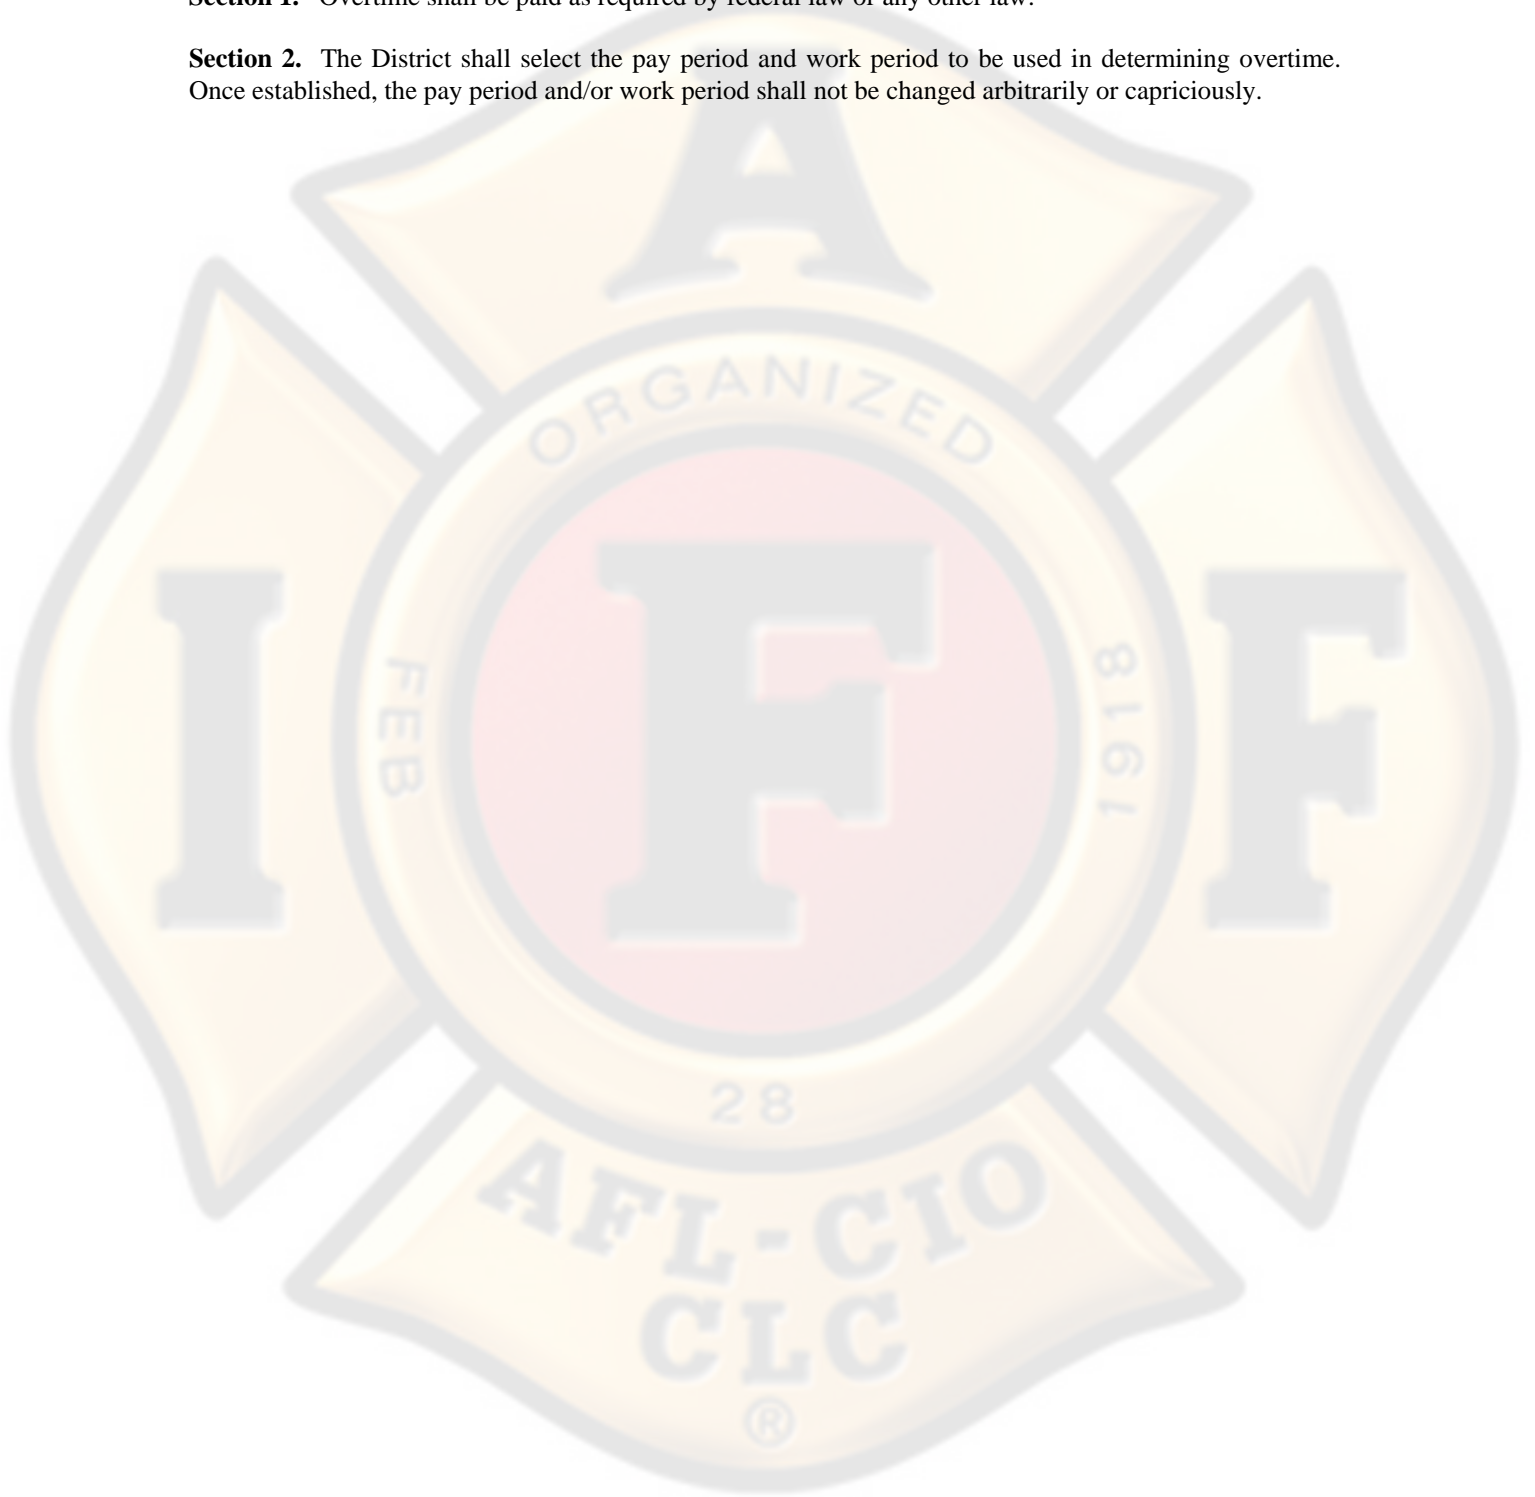 Section 1. Overtime shall be paid as required by federal law or any other law.
Section 2. The District shall select the pay period and work period to be used in determining overtime.
Once established, the pay period and/or work period shall not be changed arbitrarily or capriciously.
A
ORGANIZED
I
F
F
FEB
1918
28
AFL-CIO
CLC
®